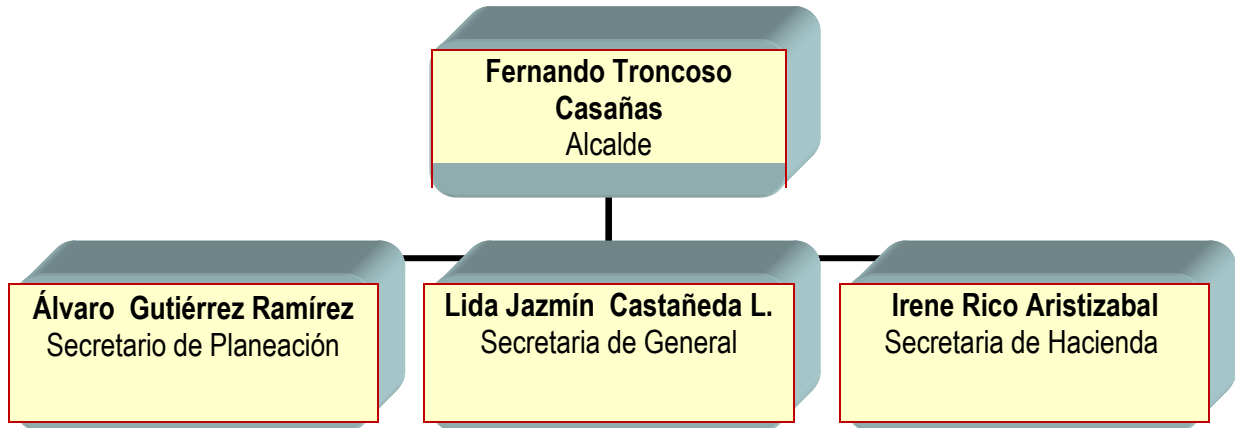 Fernando Troncoso
Casañas
Alcalde
Álvaro  Gutiérrez Ramírez
Secretario de Planeación
Lida Jazmín  Castañeda L.
Secretaria de General
Irene Rico Aristizabal
Secretaria de Hacienda